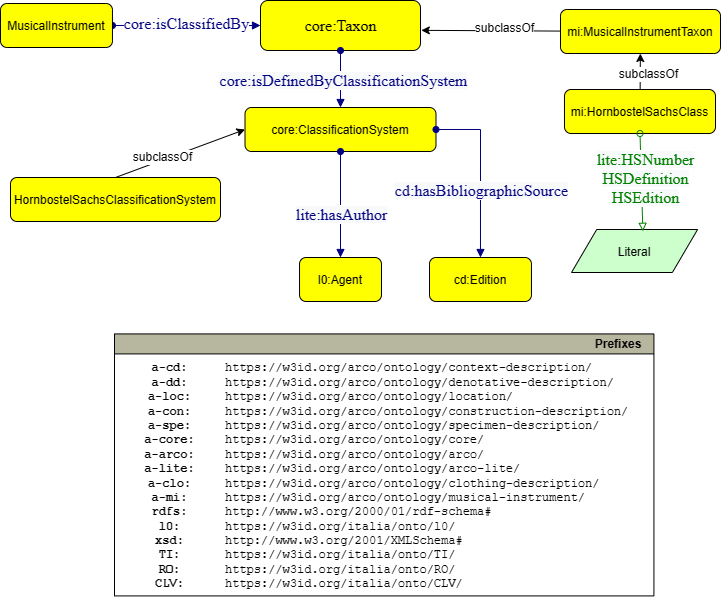 MusicalInstrument
core:isClassifiedBy
core:Taxon
subclassOf
mi:MusicalInstrumentTaxon
subclassOf
core:isDefinedByClassificationSystem
mi:HornbostelSachsClass
core:ClassificationSystem
subclassOf
lite:HSNumber
HSDefinition
HSEdition
HornbostelSachsClassificationSystem
cd:hasBibliographicSource
lite:hasAuthor
Literal
l0:Agent
cd:Edition
Prefixes
a-cd: https://w3id.org/arco/ontology/context-description/
a-dd: https://w3id.org/arco/ontology/denotative-description/
a-loc: https://w3id.org/arco/ontology/location/
a-con: https://w3id.org/arco/ontology/construction-description/
a-spe: https://w3id.org/arco/ontology/specimen-description/
a-core: https://w3id.org/arco/ontology/core/
a-arco: https://w3id.org/arco/ontology/arco/
a-lite: https://w3id.org/arco/ontology/arco-lite/
a-clo: https://w3id.org/arco/ontology/clothing-description/
a-mi: https://w3id.org/arco/ontology/musical-instrument/
rdfs: http://www.w3.org/2000/01/rdf-schema#
l0: https://w3id.org/italia/onto/l0/
xsd: http://www.w3.org/2001/XMLSchema#
TI: https://w3id.org/italia/onto/TI/
RO: https://w3id.org/italia/onto/RO/
CLV: https://w3id.org/italia/onto/CLV/